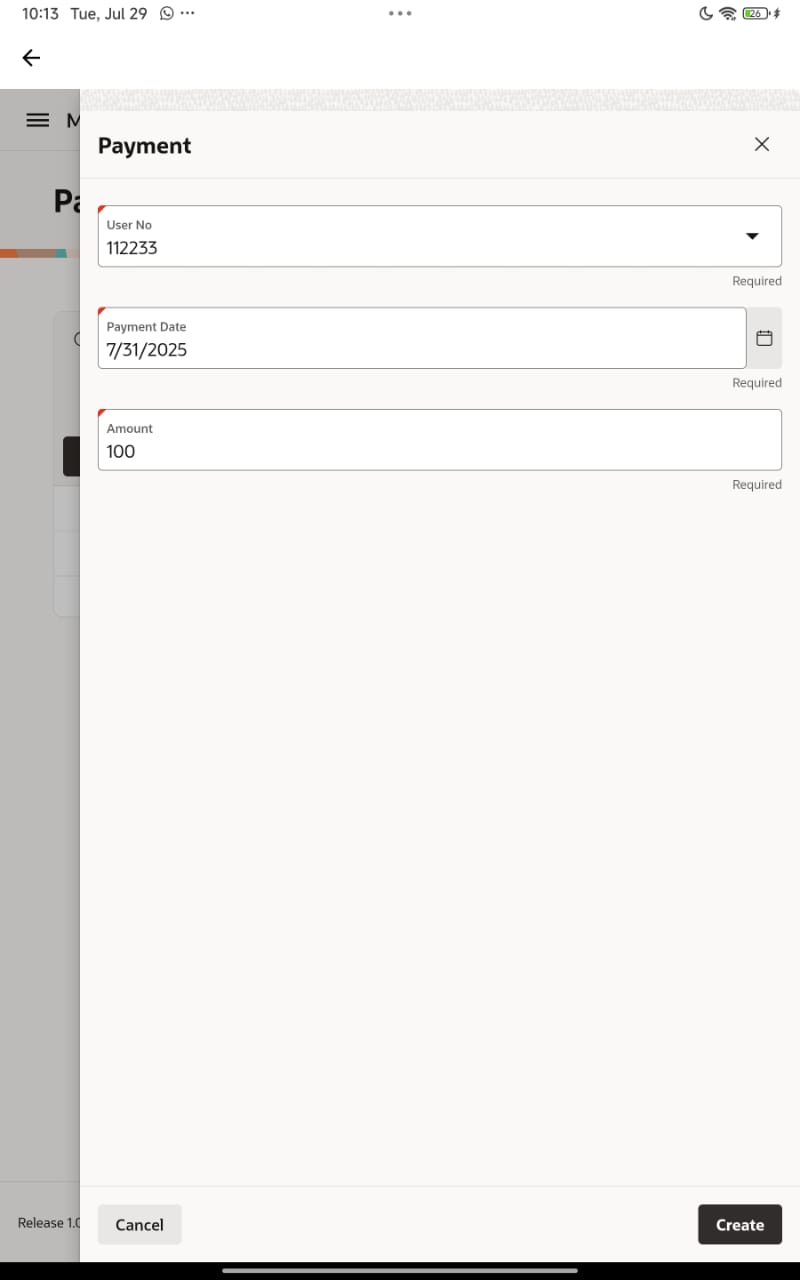 10:13 Tue, Jul 29
26
M
Pa
Payment
User No
112233
Required
Payment Date
7/31/2025
Required
Amount
100
Required
Release 1.0
Cancel
Create